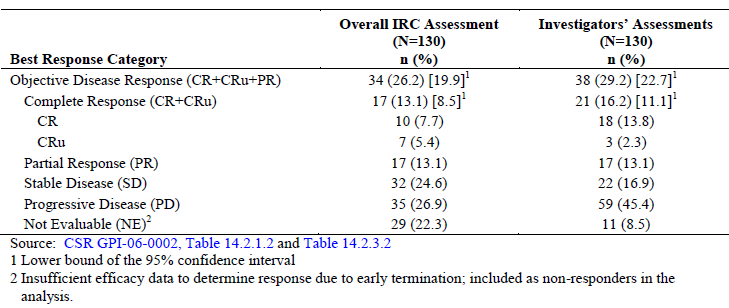 Overall IRC Assessment Investigators' Assessments
(N=130) (N=130)
Best Response Category n (%) n (%)
Objective Disease Response (CR+CRu+PR) 34 (26.2) [19.9]1 38 (29.2) [22.7]1
Complete Response (CR+CRu) 17 (13.1) [8.5]1 21 (16.2) [11.1]1
CR 10 (7.7) 18 (13.8)
CRu 7 (5.4) 3 (2.3)
Partial Response (PR) 17 (13.1) 17 (13.1)
Stable Disease (SD) 32 (24.6) 22 (16.9)
Progressive Disease (PD) 35 (26.9) 59 (45.4)
Not Evaluable (NE)2 29 (22.3) 11 (8.5)
Source: CSR GPI-06-0002, Table 14.2.1.2 and Table 14.2.3.2
1 Lower bound of the 95% confidence interval
2 Insufficient efficacy data to determine response due to early termination; included as non-responders in the
analysis.